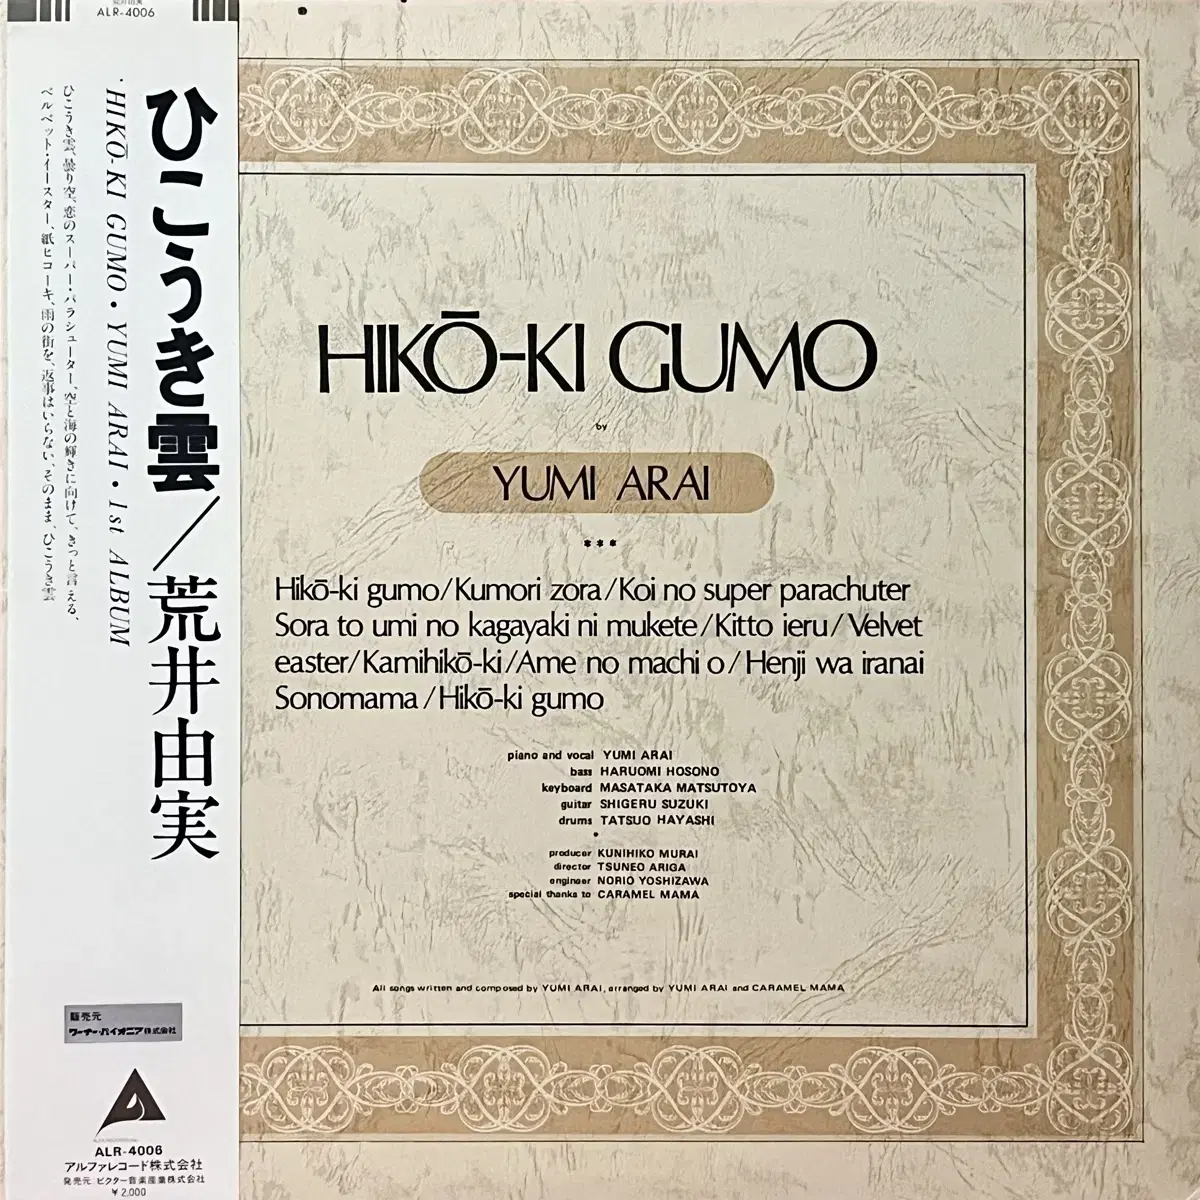 荒井由実
ALR-4006
ひこうき雲/荒井由実
・HIKŌ-KI GUMO・YUMI ARAI・1st ALBUM
ひこうき雲、曇り空、恋のスーパー・パラシューター、空と海の輝きに向けて、きっと言える、
ベルベット・イースター、紙ヒコーキ、雨の街を、返事はいらない、そのまま、ひこうき雲
販売元
ワーナー・パイオニア株式会社
ALR-4006
アルファレコード株式会社
発売元 ビクター音楽産業株式会社
¥2,000
HIKŌ-KI GUMO
by
YUMI ARAI
***
Hikō-ki gumo/Kumori zora/Koi no super parachuter
Sora to umi no kagayaki ni mukete/Kitto ieru/Velvet
easter/Kamihikō-ki/Ame no machi o/Henji wa iranai
Sonomama/Hikō-ki gumo
piano and vocal YUMI ARAI
bass HARUOMI HOSONO
keyboard MASATAKA MATSUTOYA
guitar SHIGERU SUZUKI
drums TATSUO HAYASHI
producer KUNIHIKO MURAI
director TSUNEO ARIGA
engineer NORIO YOSHIZAWA
special thanks to CARAMEL MAMA
All songs written and composed by YUMI ARAI, arranged by YUMI ARAI and CARAMEL MAMA